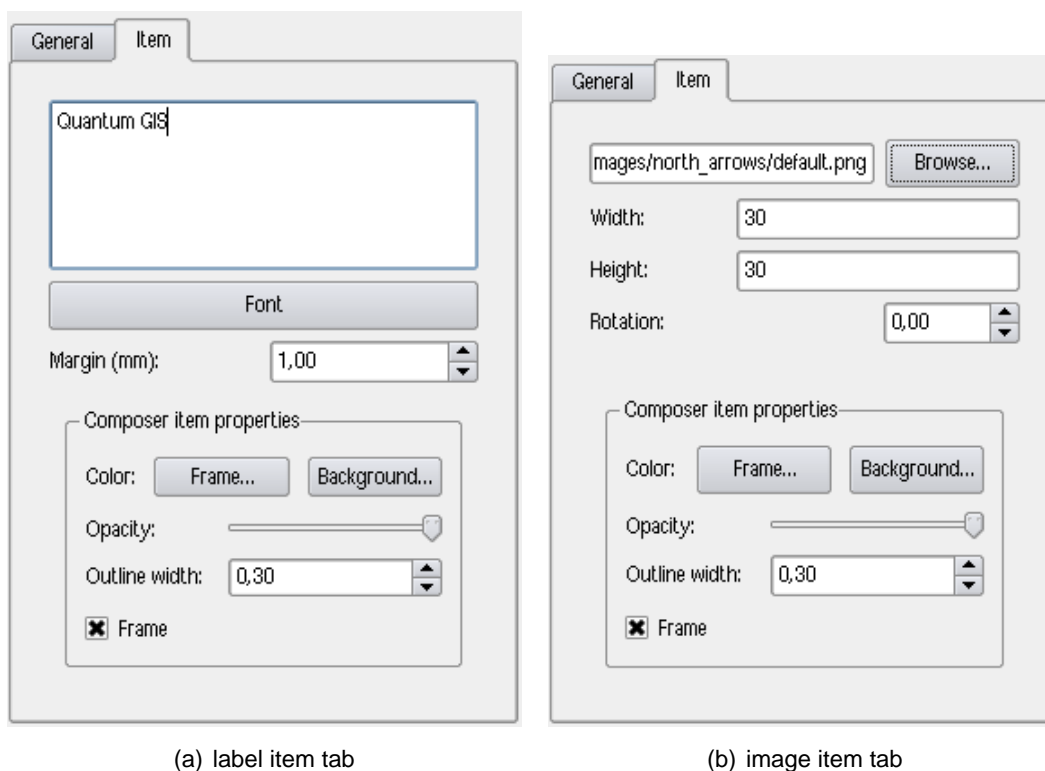 General Item
Quantum GIS
Font
Margin (mm): 1,00
Composer item properties
Color: Frame... Background...
Opacity:
Outline width: 0,30
Frame
(a) label item tab
General Item
mages/north_arrows/default.png Browse...
Width: 30
Height: 30
Rotation: 0,00
Composer item properties
Color: Frame... Background...
Opacity:
Outline width: 0,30
Frame
(b) image item tab